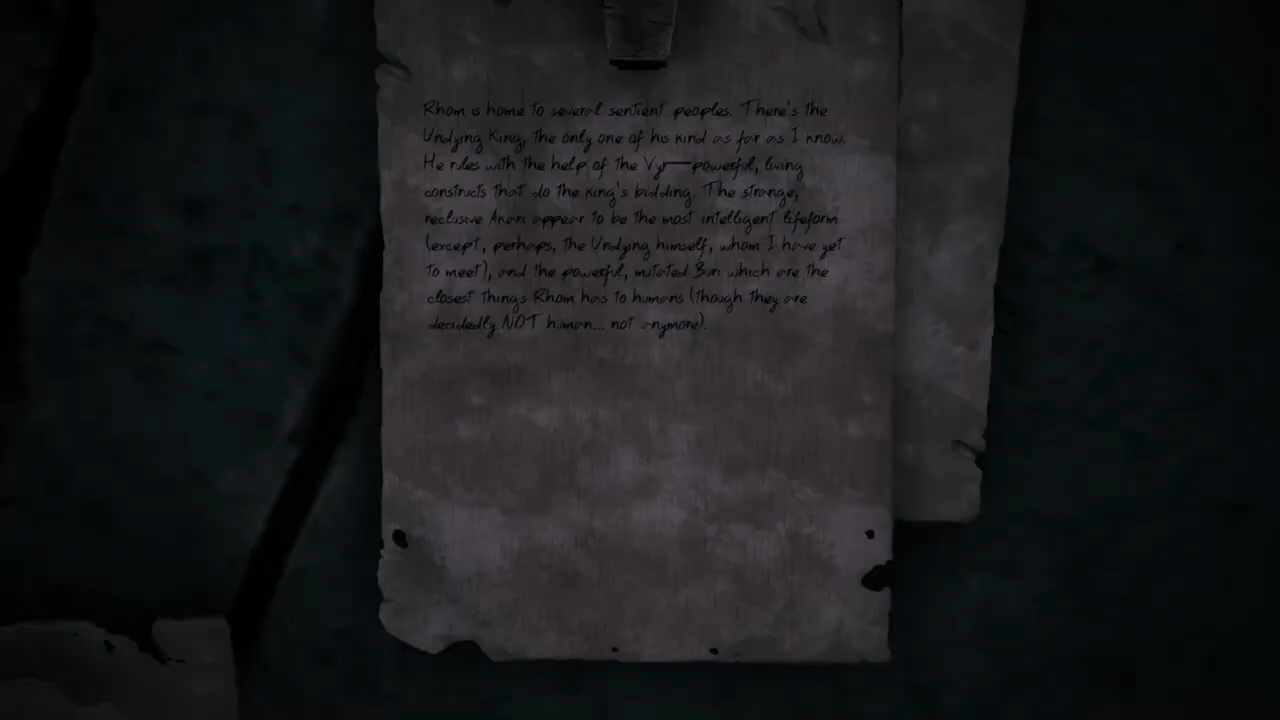 Rhom is home to several sentient peoples. There's the
Undying King, the only one of his kind as far as I know.
He rules with the help of the Vyr—powerful, living
constructs that do the king's bidding. The strange,
reclusive Akari appear to be the most intelligent lifeform
(except, perhaps, the Undying himself, whom I have yet
to meet), and the powerful, mutated Buri which are the
closest things Rhom has to humans (though they are
decidedly NOT human... not anymore).